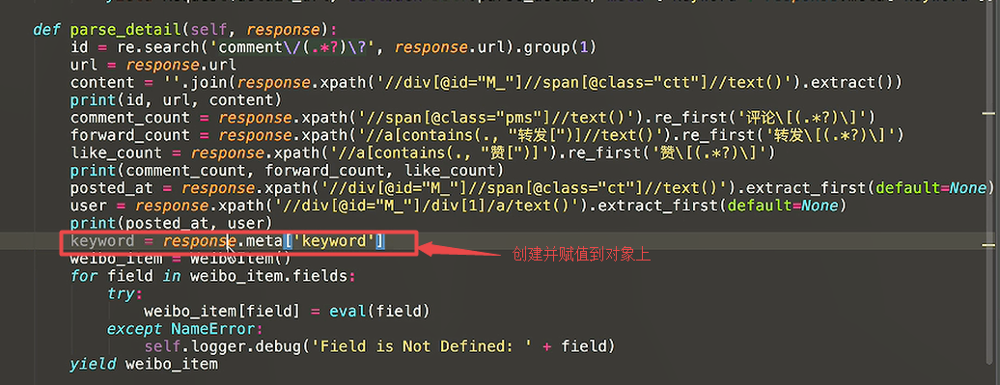 def parse_detail(self, response):
id = re.search('comment\/(.*?)\?', response.url).group(1)
url = response.url
content = ''.join(response.xpath('//div[@id="M_"]//span[@class="ctt"]//text()').extract())
print(id, url, content)
comment_count = response.xpath('//span[@class="pms"]//text()').re_first('评论\[(.*?)\]')
forward_count = response.xpath('//a[contains(., "转发[")]//text()').re_first('转发\[(.*?)\]')
like_count = response.xpath('//a[contains(., "赞[")]').re_first('赞\[(.*?)\]')
print(comment_count, forward_count, like_count)
posted_at = response.xpath('//div[@id="M_"]//span[@class="ct"]//text()').extract_first(default=None)
user = response.xpath('//div[@id="M_"]/div[1]/a/text()').extract_first(default=None)
print(posted_at, user)
keyword = response.meta['keyword']
创建并赋值到对象上
weibo_item = WeiboItem()
for field in weibo_item.fields:
try:
weibo_item[field] = eval(field)
except NameError:
self.logger.debug('Field is Not Defined: ' + field)
yield weibo_item